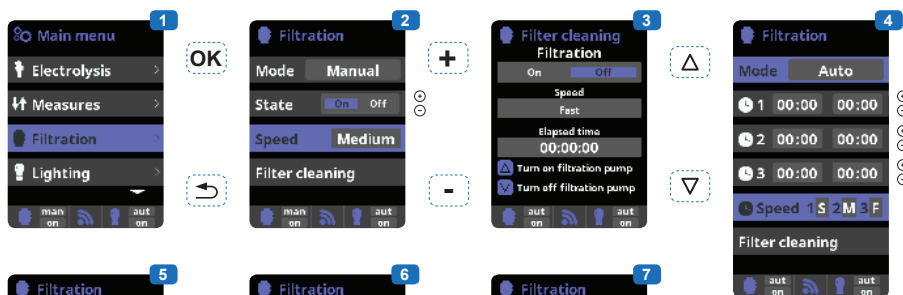 1
Main menu
Electrolysis >
Measures >
Filtration >
Lighting >
man on
aut on
OK
2
Filtration
Mode Manual
State On Off
Speed Medium
Filter cleaning
man on
aut on
+
-
3
Filter cleaning
Filtration
On Off
Speed
Fast
Elapsed time
00:00:00
Turn on filtration pump
Turn off filtration pump
aut on
aut on
4
Filtration
Mode Auto
1 00:00 00:00
2 00:00 00:00
3 00:00 00:00
Speed 1 S 2 M 3 F
Filter cleaning
aut on
aut on
5
Filtration
6
Filtration
7
Filtration